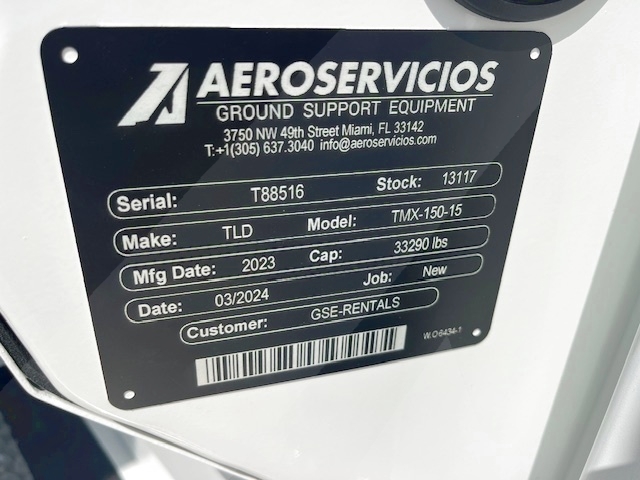 AEROSERVICIOS
GROUND SUPPORT EQUIPMENT
3750 NW 49th Street Miami, FL 33142
T:+1(305) 637.3040 info@aeroservicios.com
Serial: T88516 Stock: 13117
Make: TLD Model: TMX-150-15
Mfg Date: 2023 Cap: 33290 lbs
Date: 03/2024 Job: New
Customer: GSE-RENTALS
W.O6434-1